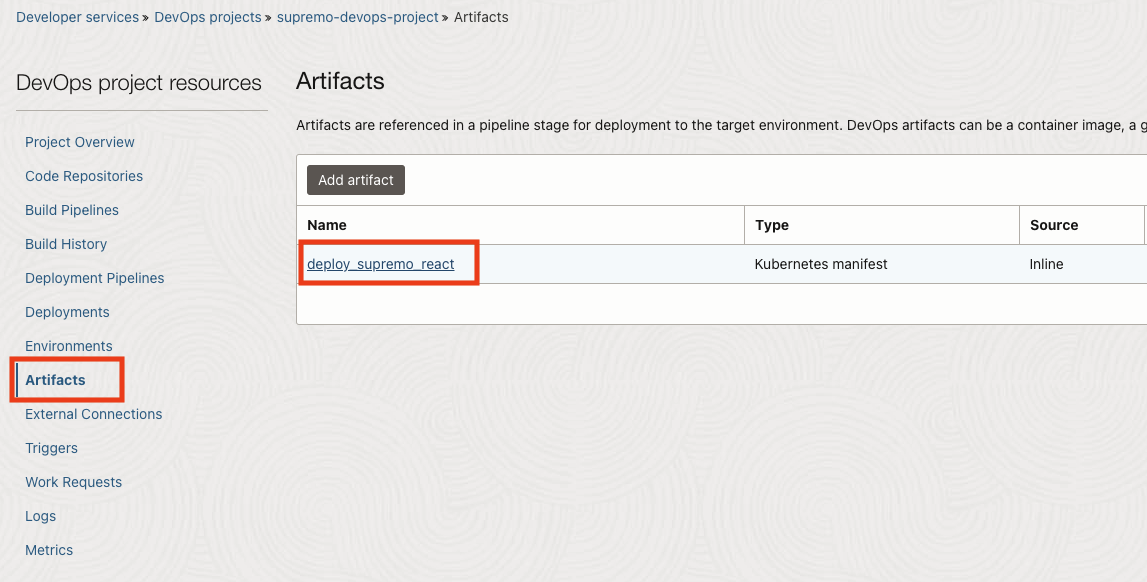 Developer services » DevOps projects » supremo-devops-project » Artifacts
DevOps project resources
Project Overview
Code Repositories
Build Pipelines
Build History
Deployment Pipelines
Deployments
Environments
Artifacts
External Connections
Triggers
Work Requests
Logs
Metrics
Artifacts
Artifacts are referenced in a pipeline stage for deployment to the target environment. DevOps artifacts can be a container image, a g
Add artifact
Name Type Source
deploy_supremo_react Kubernetes manifest Inline